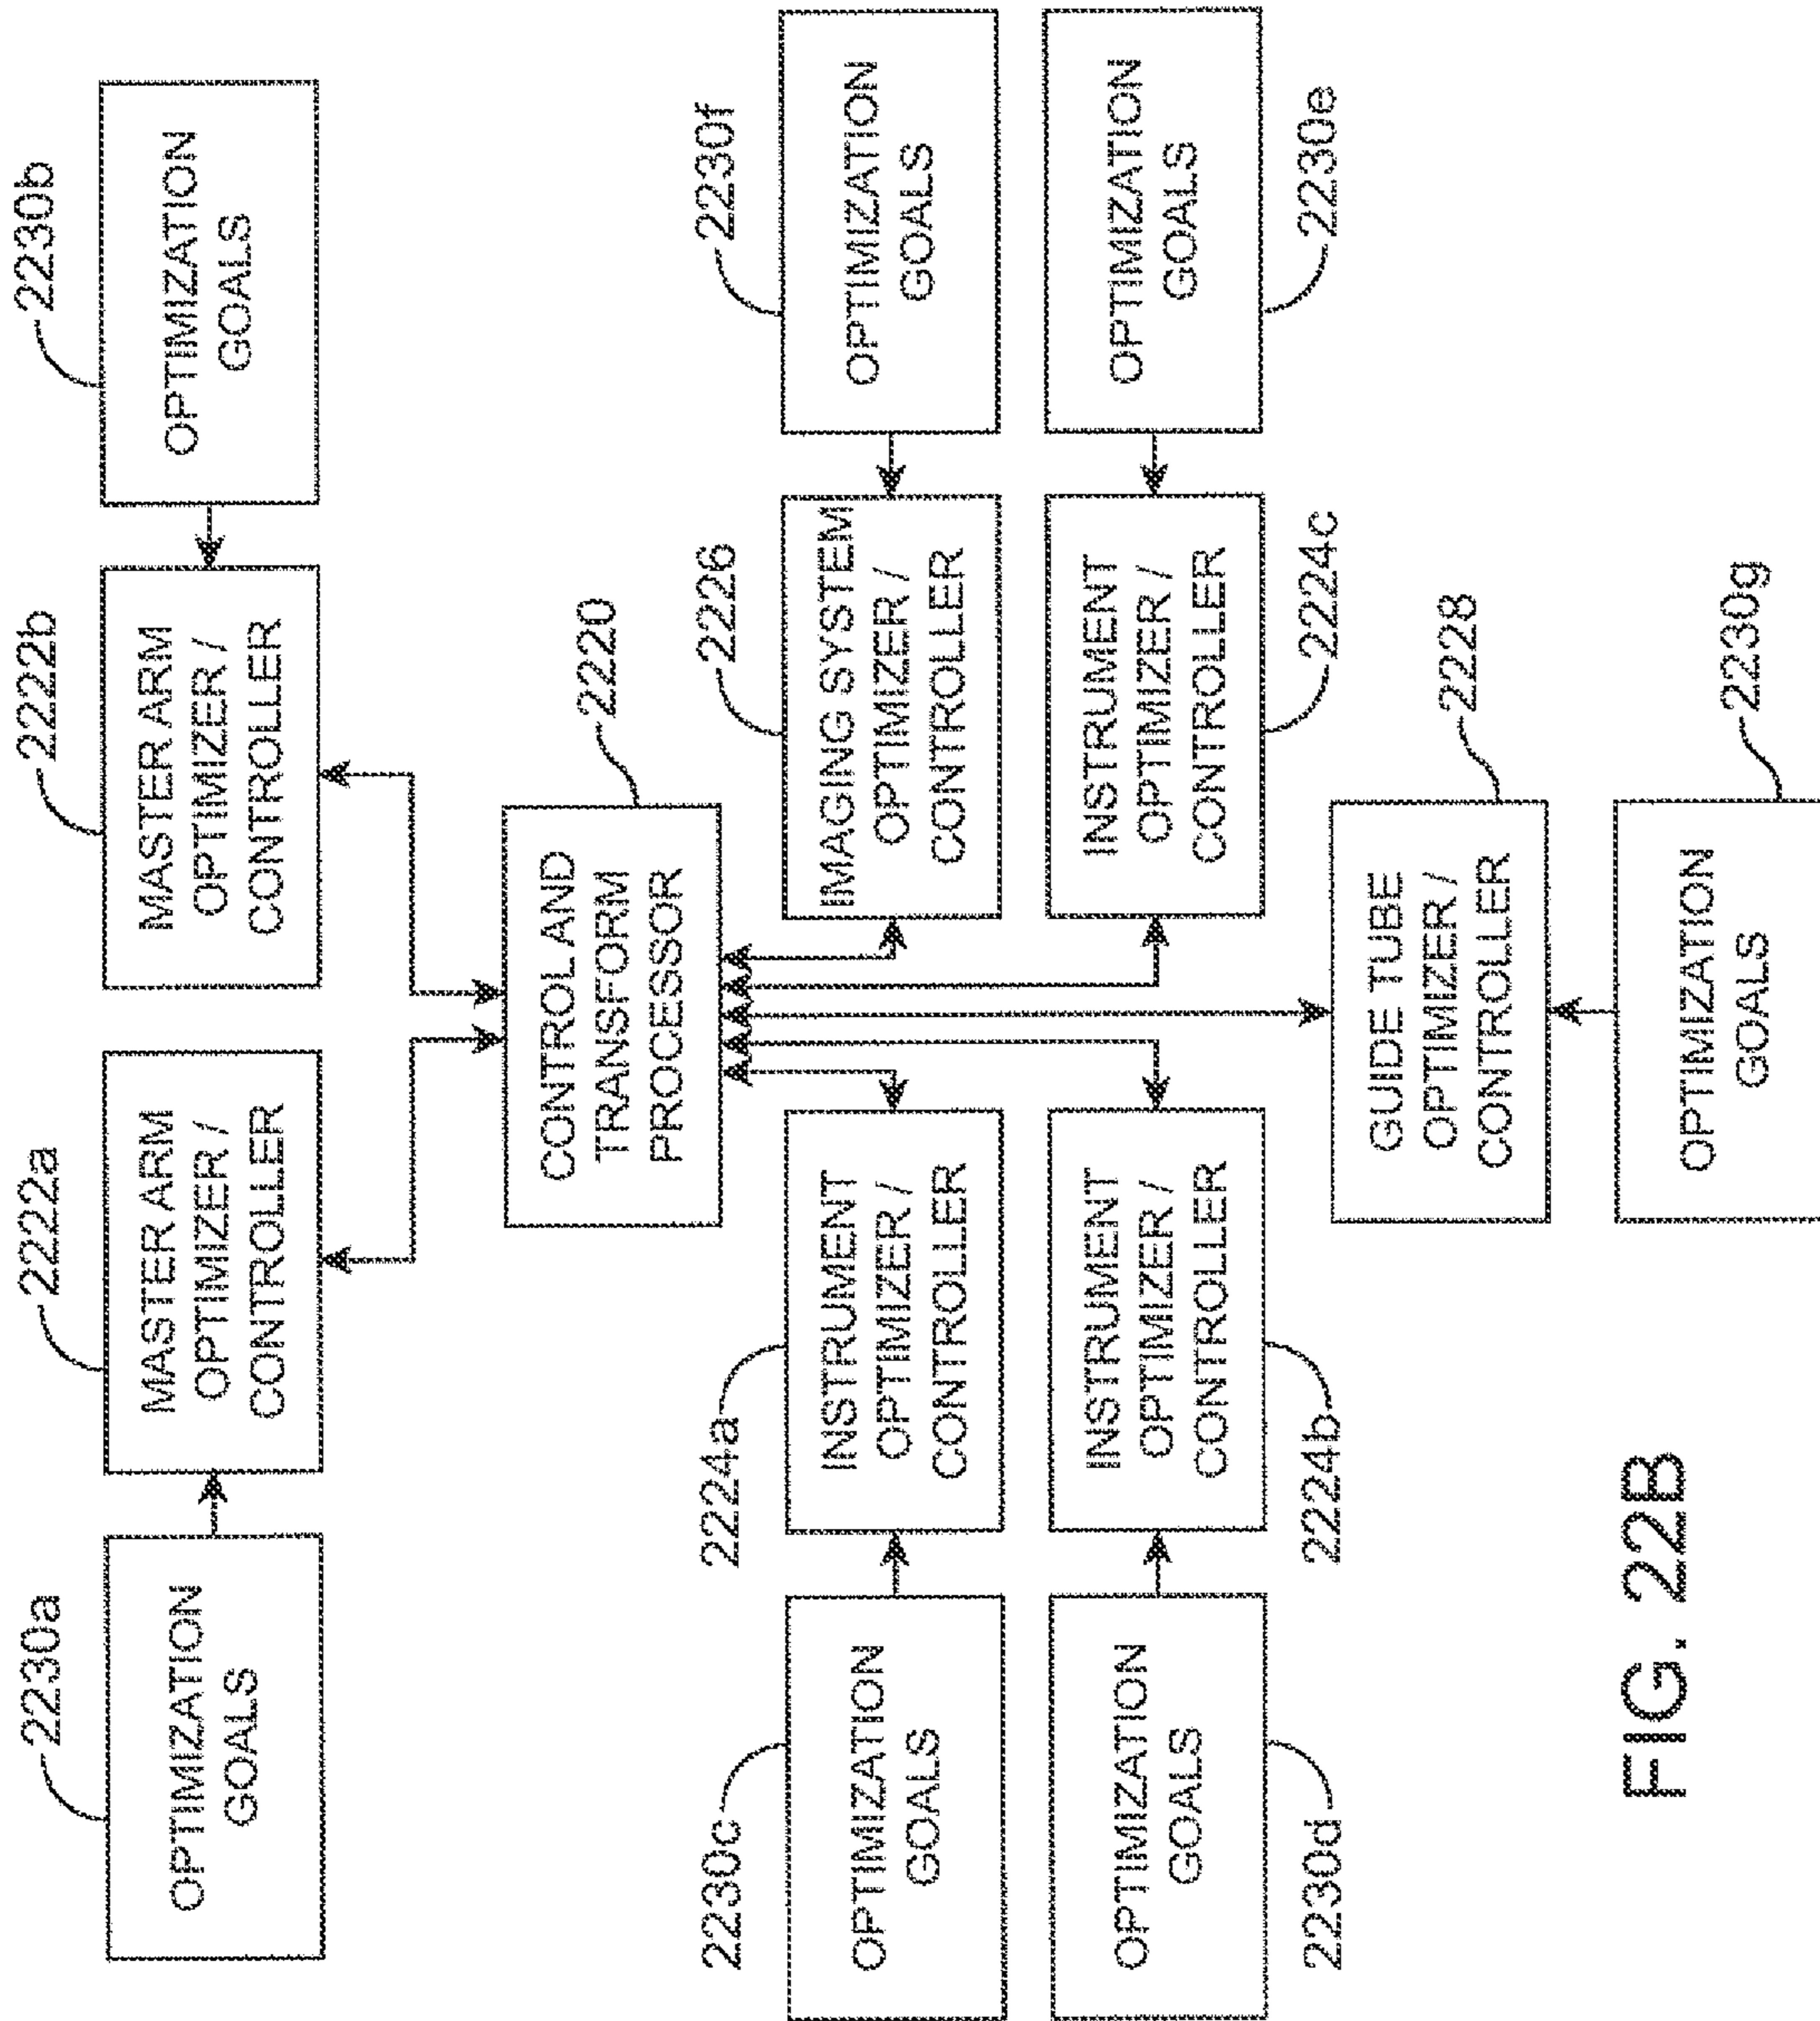 2230a
OPTIMIZATION
GOALS
2222a
MASTER ARM
OPTIMIZER /
CONTROLLER
2222b
MASTER ARM
OPTIMIZER /
CONTROLLER
2230b
OPTIMIZATION
GOALS
CONTROL AND
TRANSFORM
PROCESSOR
2220
2230c
OPTIMIZATION
GOALS
2224a
INSTRUMENT
OPTIMIZER /
CONTROLLER
2226
IMAGING SYSTEM
OPTIMIZER /
CONTROLLER
2230f
OPTIMIZATION
GOALS
OPTIMIZATION
GOALS
2230d
INSTRUMENT
OPTIMIZER /
CONTROLLER
2224b
INSTRUMENT
OPTIMIZER /
CONTROLLER
2224c
OPTIMIZATION
GOALS
2230e
GUIDE TUBE
OPTIMIZER /
CONTROLLER
2228
OPTIMIZATION
GOALS
2230g
FIG. 22B